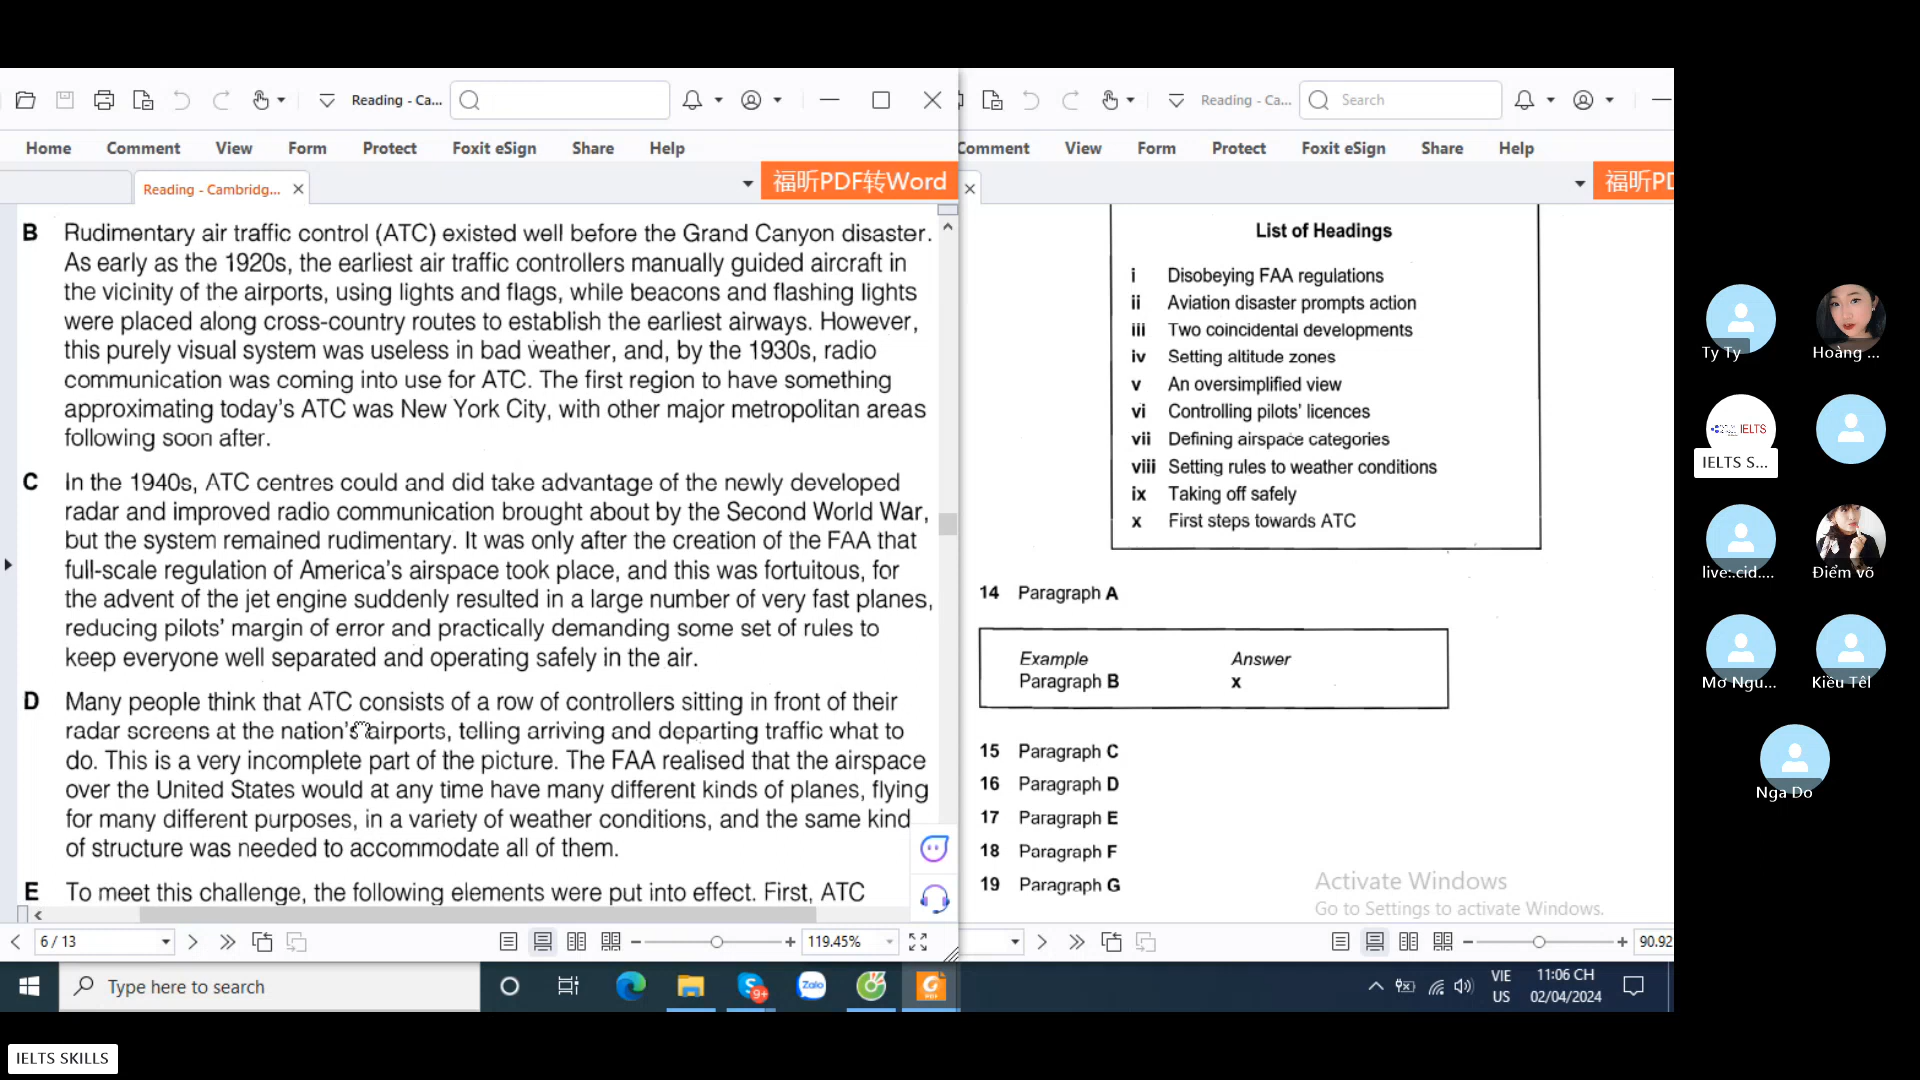 Reading - Ca...
Home Comment View Form Protect Foxit eSign Share Help
Reading - Cambridg...
福昕PDF转Word
B Rudimentary air traffic control (ATC) existed well before the Grand Canyon disaster.
As early as the 1920s, the earliest air traffic controllers manually guided aircraft in
the vicinity of the airports, using lights and flags, while beacons and flashing lights
were placed along cross-country routes to establish the earliest airways. However,
this purely visual system was useless in bad weather, and, by the 1930s, radio
communication was coming into use for ATC. The first region to have something
approximating today's ATC was New York City, with other major metropolitan areas
following soon after.
C In the 1940s, ATC centres could and did take advantage of the newly developed
radar and improved radio communication brought about by the Second World War,
but the system remained rudimentary. It was only after the creation of the FAA that
full-scale regulation of America's airspace took place, and this was fortuitous, for
the advent of the jet engine suddenly resulted in a large number of very fast planes,
reducing pilots' margin of error and practically demanding some set of rules to
keep everyone well separated and operating safely in the air.
D Many people think that ATC consists of a row of controllers sitting in front of their
radar screens at the nation's airports, telling arriving and departing traffic what to
do. This is a very incomplete part of the picture. The FAA realised that the airspace
over the United States would at any time have many different kinds of planes, flying
for many different purposes, in a variety of weather conditions, and the same kind
of structure was needed to accommodate all of them.
E To meet this challenge, the following elements were put into effect. First, ATC
6 / 13
119.45%
Reading - Ca...
Search
Comment View Form Protect Foxit eSign Share Help
福昕PD
List of Headings
i Disobeying FAA regulations
ii Aviation disaster prompts action
iii Two coincidental developments
iv Setting altitude zones
v An oversimplified view
vi Controlling pilots' licences
vii Defining airspace categories
viii Setting rules to weather conditions
ix Taking off safely
x First steps towards ATC
14 Paragraph A
Example Answer
Paragraph B x
15 Paragraph C
16 Paragraph D
17 Paragraph E
18 Paragraph F
19 Paragraph G
Activate Windows
Go to Settings to activate Windows.
90.92
Type here to search
9+
Zalo
PDF
VIE
US
11:06 CH
02/04/2024
Ty Ty
Hoàng ...
IELTS
IELTS S...
live:.cid....
Điểm võ
Mơ Ngu...
Kiều Têl
Nga Do
IELTS SKILLS